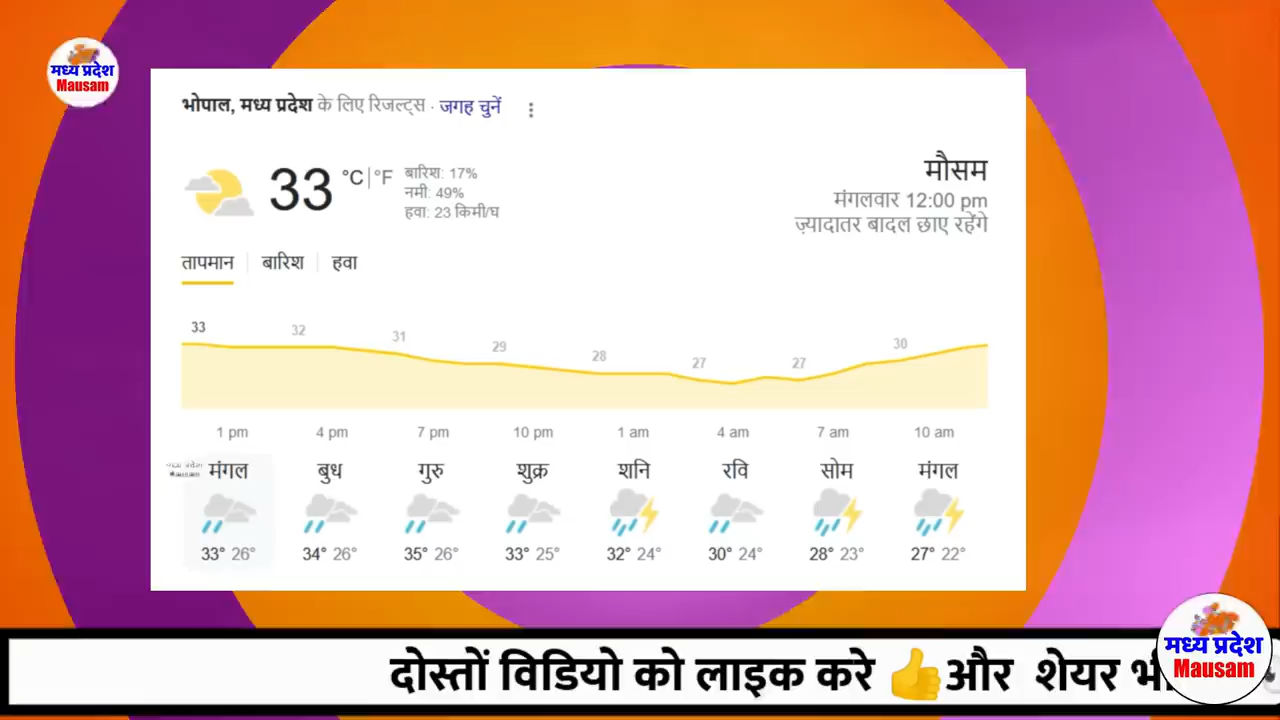 मध्य प्रदेश
Mausam
भोपाल, मध्य प्रदेश के लिए रिजल्ट्स · जगह चुनें
33 °C | °F
बारिश: 17%
नमी: 49%
हवा: 23 किमी/घ
मौसम
मंगलवार 12:00 pm
ज़्यादातर बादल छाए रहेंगे
तापमान | बारिश | हवा
33 32 31 29 28 27 27 30
1 pm 4 pm 7 pm 10 pm 1 am 4 am 7 am 10 am
मंगल बुध गुरु शुक्र शनि रवि सोम मंगल
33° 26° 34° 26° 35° 26° 33° 25° 32° 24° 30° 24° 28° 23° 27° 22°
दोस्तों विडियो को लाइक करे 👍और शेयर
मध्य प्रदेश
Mausam